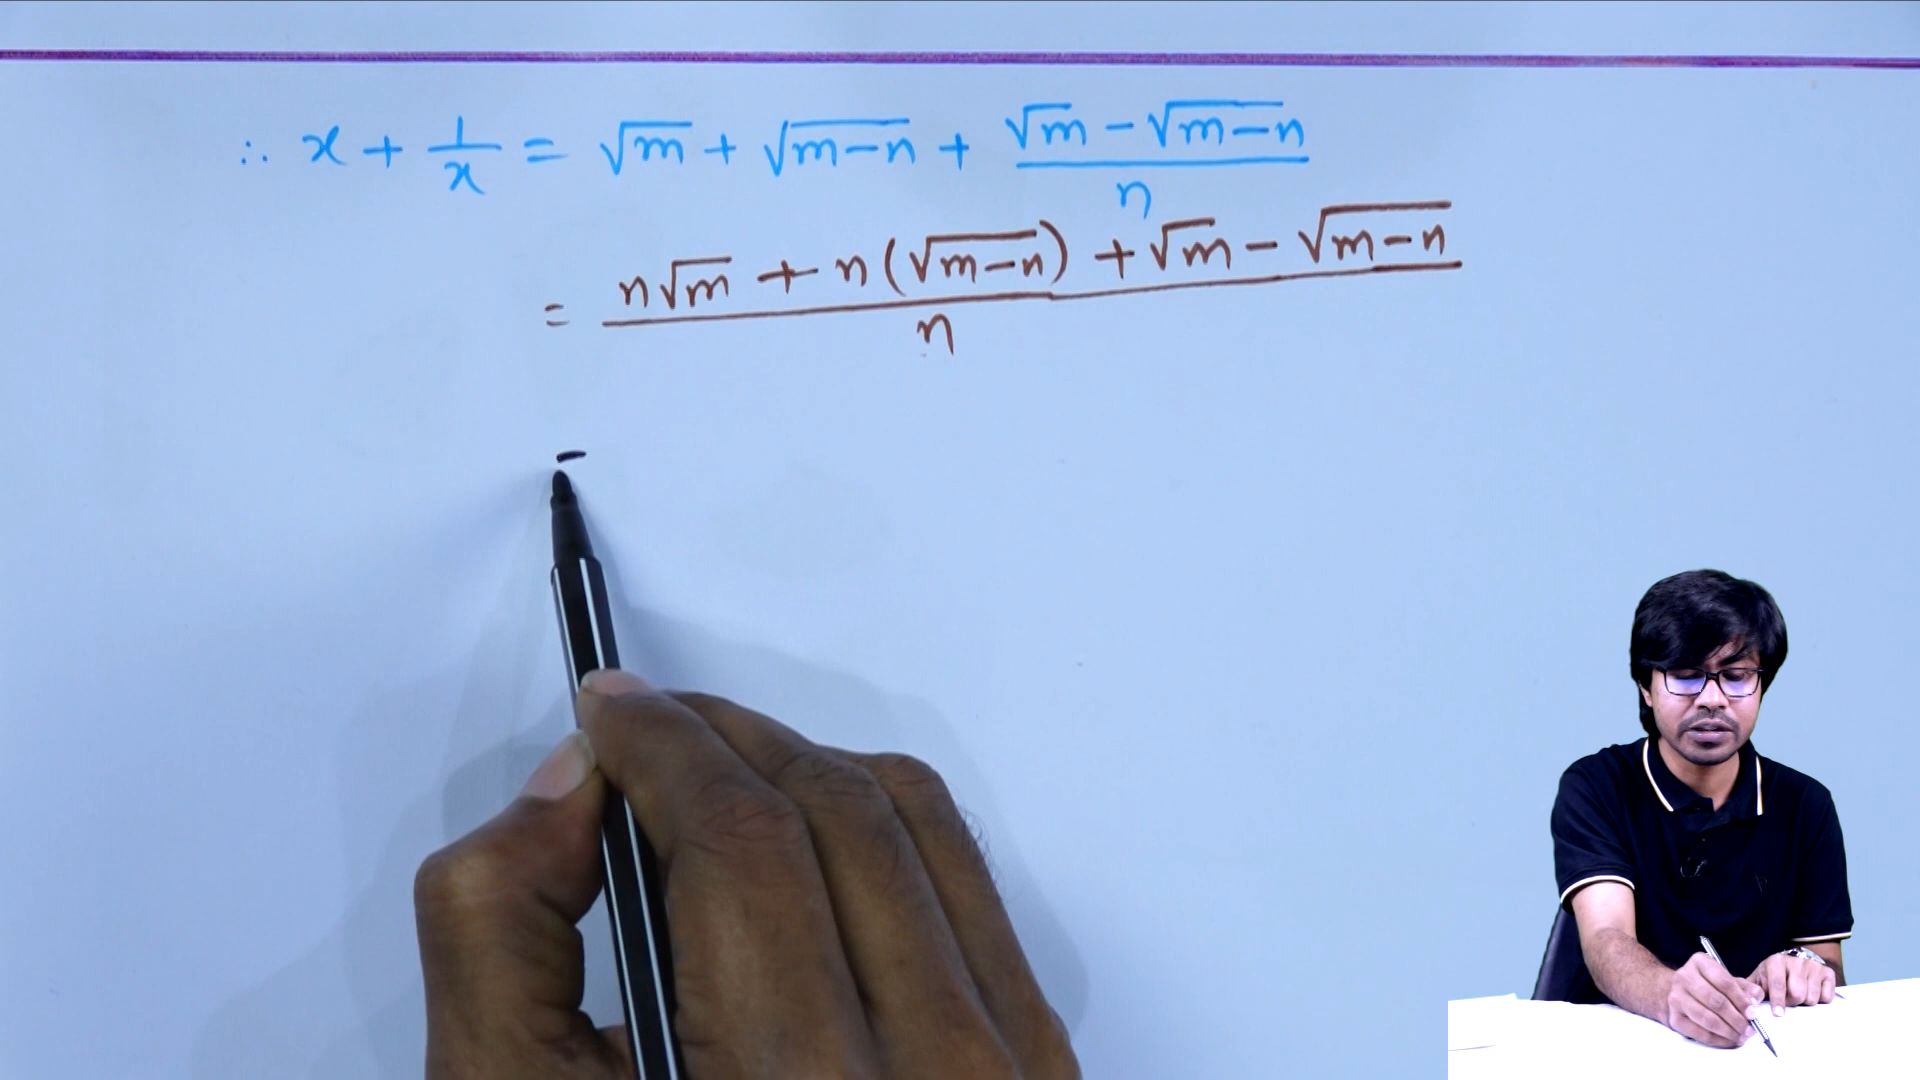 ∴ x + 1/x = √m + √(m-n) + (√m - √(m-n))/n
= (n√m + n(√(m-n)) + √m - √(m-n))/n
-